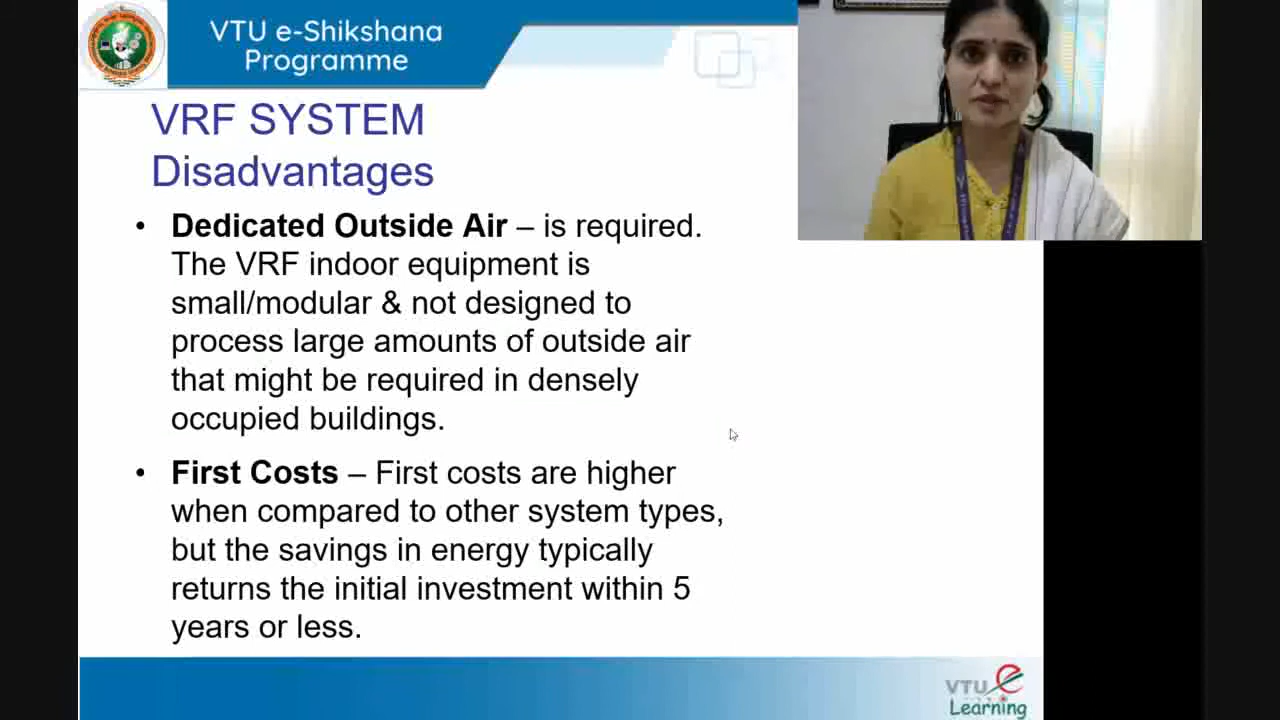 VTU e-Shikshana
Programme
VRF SYSTEM
Disadvantages
• Dedicated Outside Air – is required.
The VRF indoor equipment is
small/modular & not designed to
process large amounts of outside air
that might be required in densely
occupied buildings.
• First Costs – First costs are higher
when compared to other system types,
but the savings in energy typically
returns the initial investment within 5
years or less.
VTU e
Learning